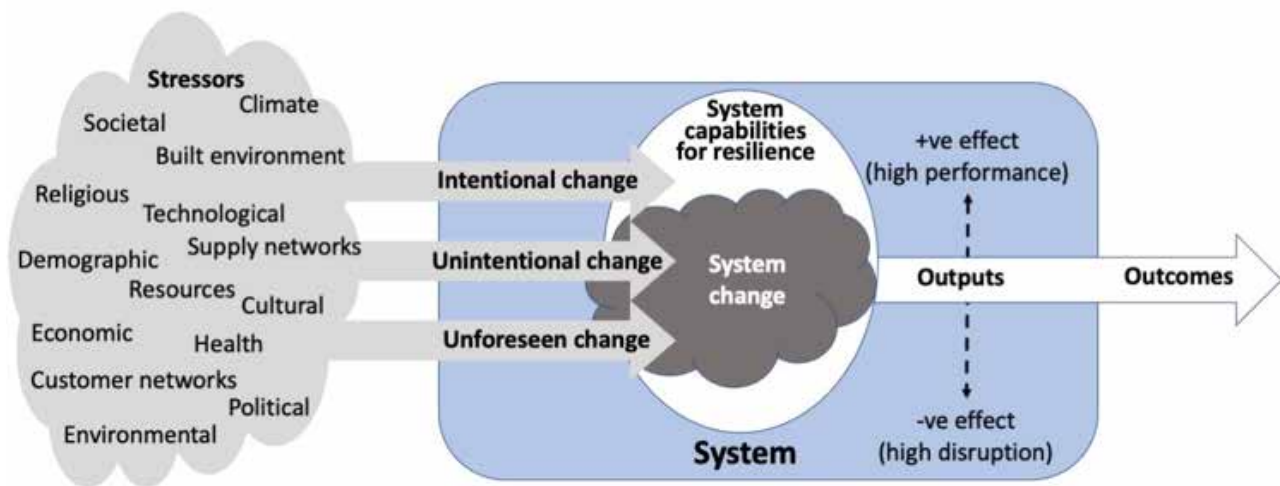 Stressors
Climate
Societal
Built environment
Religious
Technological
Supply networks
Demographic
Resources
Cultural
Economic
Health
Customer networks
Political
Environmental
Intentional change
Unintentional change
Unforeseen change
System
capabilities
for resilience
System
change
System
+ve effect
(high performance)
Outputs
Outcomes
-ve effect
(high disruption)